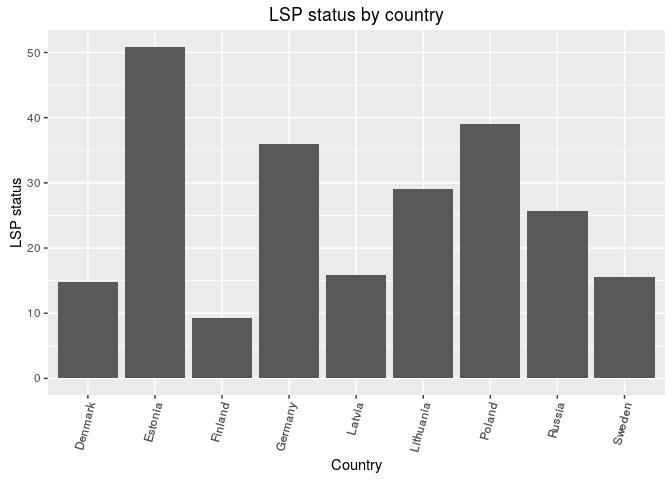 LSP status by country
LSP status
50
40
30
20
10
0
Denmark
Estonia
Finland
Germany
Latvia
Lithuania
Poland
Russia
Sweden
Country